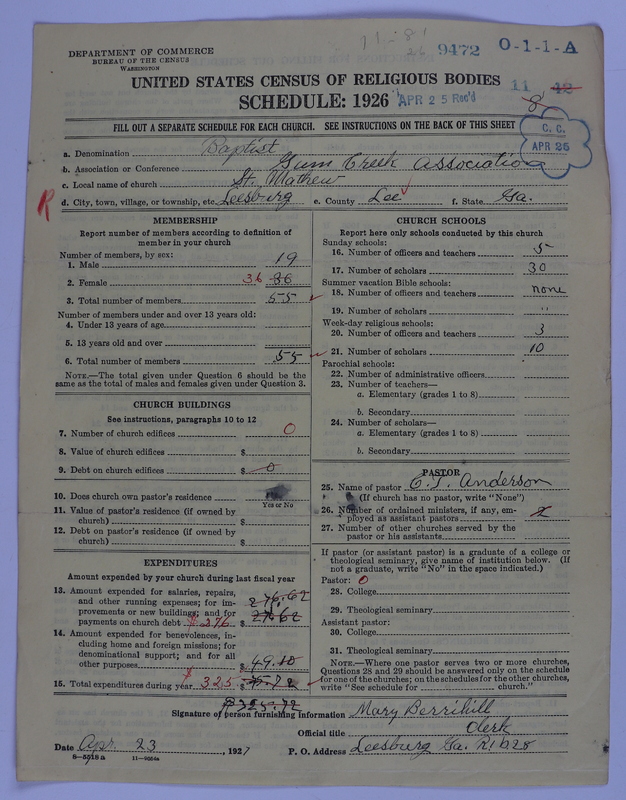 DEPARTMENT OF COMMERCE
BUREAU OF THE CENSUS
WASHINGTON
11-8'
26
9472
O-1-1-A
UNITED STATES CENSUS OF RELIGIOUS BODIES
SCHEDULE: 1926
APR 25 Rec'd
11 12
8
FILL OUT A SEPARATE SCHEDULE FOR EACH CHURCH. SEE INSTRUCTIONS ON THE BACK OF THIS SHEET
C. C.
APR 26
a. Denomination Baptist
b. Association or Conference Gum Creek Association
c. Local name of church St. Mathew
R
d. City, town, village, or township, etc. Leesburg e. County Lee f. State Ga.
MEMBERSHIP
Report number of members according to definition of
member in your church
Number of members, by sex:
1. Male 19
2. Female 36 36
3. Total number of members 55
Number of members under and over 13 years old:
4. Under 13 years of age
5. 13 years old and over
6. Total number of members 55
NOTE.—The total given under Question 6 should be
same as the total of males and females given under Question 3.
CHURCH BUILDINGS
See instructions, paragraphs 10 to 12
7. Number of church edifices 0
8. Value of church edifices $
9. Debt on church edifices $ 0
10. Does church own pastor's residence
Yes or No
11. Value of pastor's residence (if owned by
church) $
12. Debt on pastor's residence (if owned by
church) $
EXPENDITURES
Amount expended by your church during last fiscal year
13. Amount expended for salaries, repairs,
and other running expenses; for im-
provements or new buildings; and for
payments on church debt $276. 276.62
276.62
14. Amount expended for benevolences, in-
cluding home and foreign missions; for
denominational support; and for all
other purposes $ 49.10
15. Total expenditures during year $ 325
$325.72
CHURCH SCHOOLS
Report here only schools conducted by this church
Sunday schools:
16. Number of officers and teachers 5
17. Number of scholars 30
Summer vacation Bible schools:
18. Number of officers and teachers none
19. Number of scholars "
Week-day religious schools:
20. Number of officers and teachers 3
21. Number of scholars 10
Parochial schools:
22. Number of administrative officers
23. Number of teachers—
a. Elementary (grades 1 to 8)
b. Secondary
24. Number of scholars—
a. Elementary (grades 1 to 8)
b. Secondary
PASTOR
25. Name of pastor Anderson
(If church has no pastor, write "None")
26. Number of ordained ministers, if any, em-
ployed as assistant pastors
27. Number of other churches served by the
pastor or his assistants
If pastor (or assistant pastor) is a graduate of a college or
theological seminary, give name of institution below. (If
not a graduate, write "No" in the space indicated.)
Pastor: 0
28. College
29. Theological seminary
Assistant pastor:
30. College
31. Theological seminary
NOTE.—Where one pastor serves two or more churches,
Questions 28 and 29 should be answered only on the schedule
for one of the churches; on the schedules for the other churches,
write "See schedule for church."
Signature of person furnishing information Mary Berrihill
Official title Clerk
Date Apr. 23, 1927 P. O. Address Leesburg Ga. R1 b20
8-5518a 11-9554a